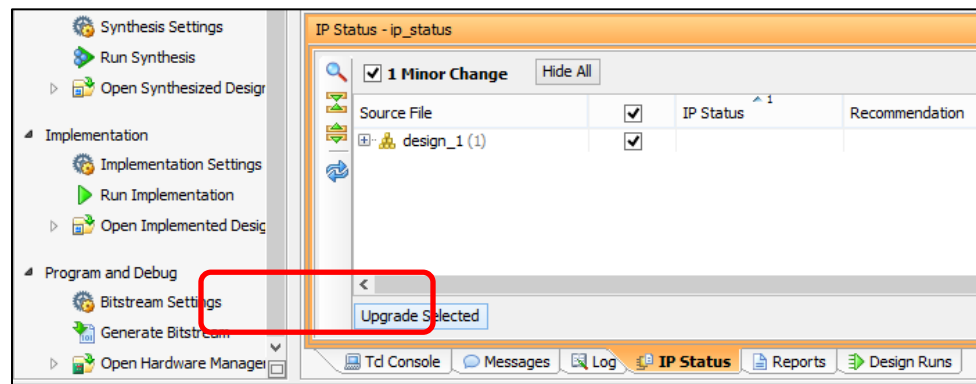 Synthesis Settings
Run Synthesis
Open Synthesized Desigr
Implementation
Implementation Settings
Run Implementation
Open Implemented Desig
Program and Debug
Bitstream Settings
Generate Bitstream
Open Hardware Manager
IP Status - ip_status
1 Minor Change Hide All
Source File IP Status 1 Recommendation
design_1 (1)
Upgrade Selected
Tcl Console Messages Log IP Status Reports Design Runs